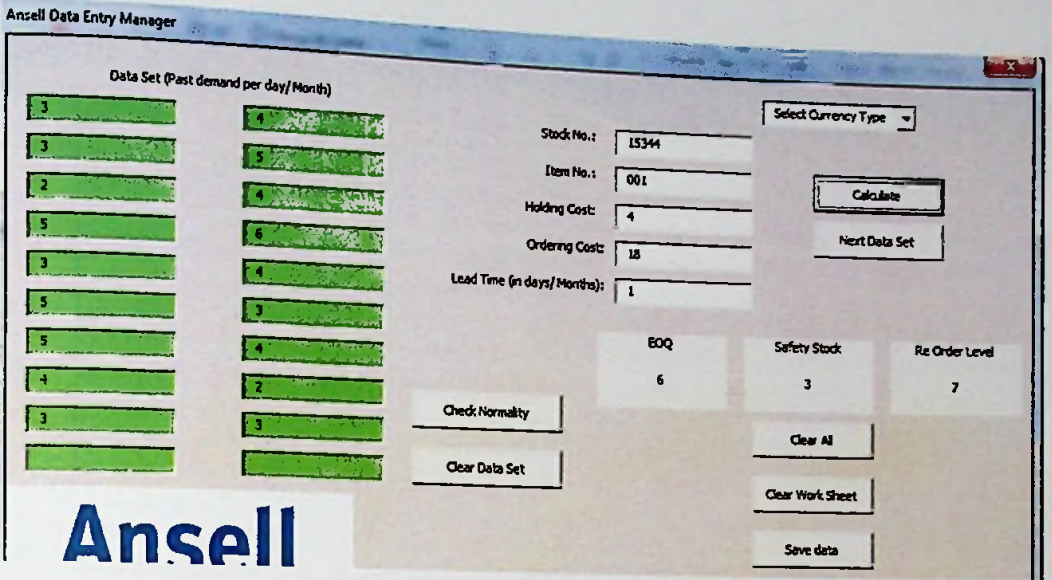 Ansell Data Entry Manager
Data Set (Past demand per day/Month)
3
3
2
5
3
5
5
4
3
4
5
4
6
4
3
4
2
3
Check Normality
Clear Data Set
Select Currency Type
Stock No.: 15344
Item No.: 001
Holding Cost: 4
Ordering Cost: 18
Lead Time (in days/Months): 1
Calculate
Next Data Set
EOQ
6
Safety Stock
3
Re Order Level
7
Clear All
Clear Work Sheet
Save data
Ansell